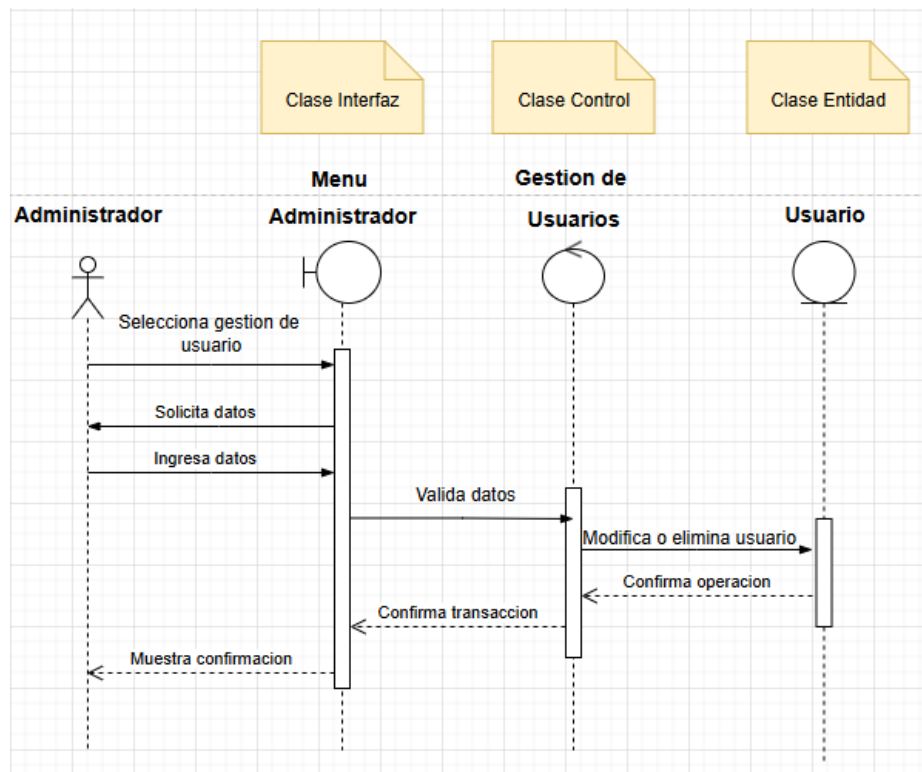 Clase Interfaz
Clase Control
Clase Entidad
Administrador
Menu
Administrador
Gestion de
Usuarios
Usuario
Selecciona gestion de
usuario
Solicita datos
Ingresa datos
Valida datos
Modifica o elimina usuario
Confirma operacion
Confirma transaccion
Muestra confirmacion